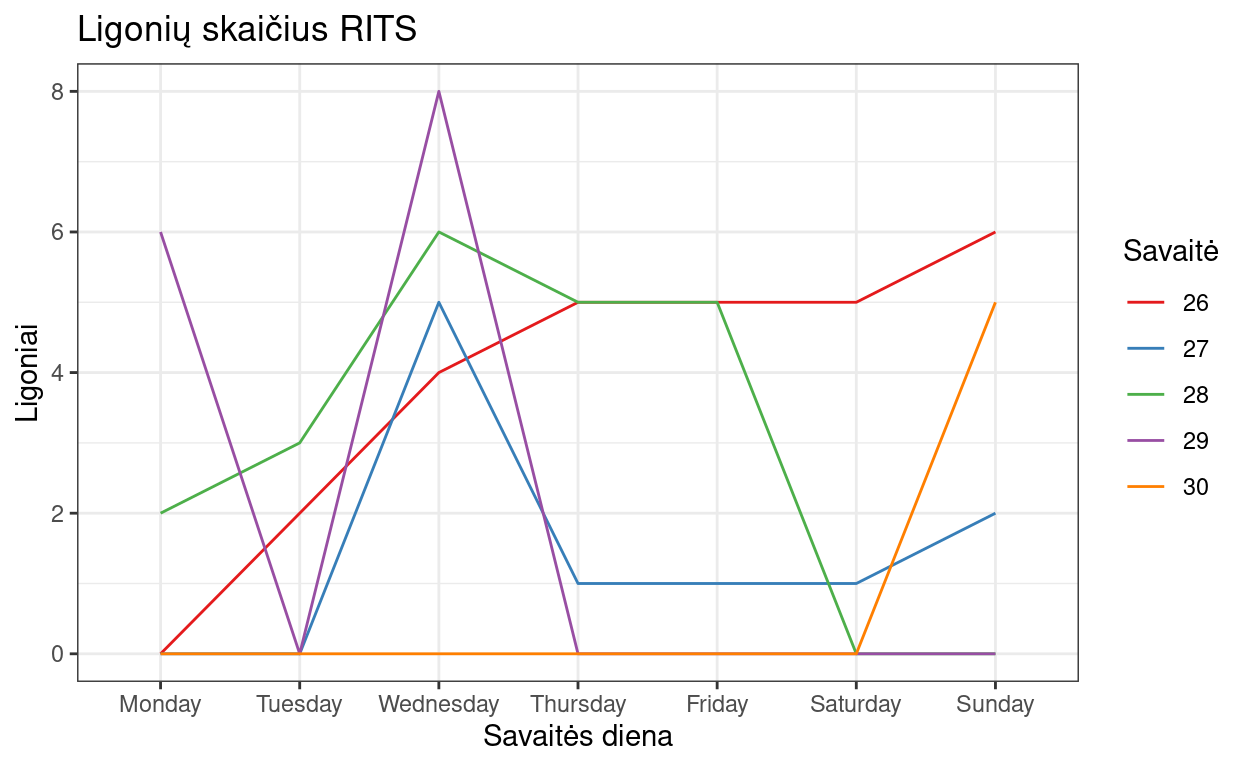 Ligonių skaičius RITS
8
6
4
2
0
Ligoniai
Monday Tuesday Wednesday Thursday Friday Saturday Sunday
Savaitės diena
Savaitė
26
27
28
29
30